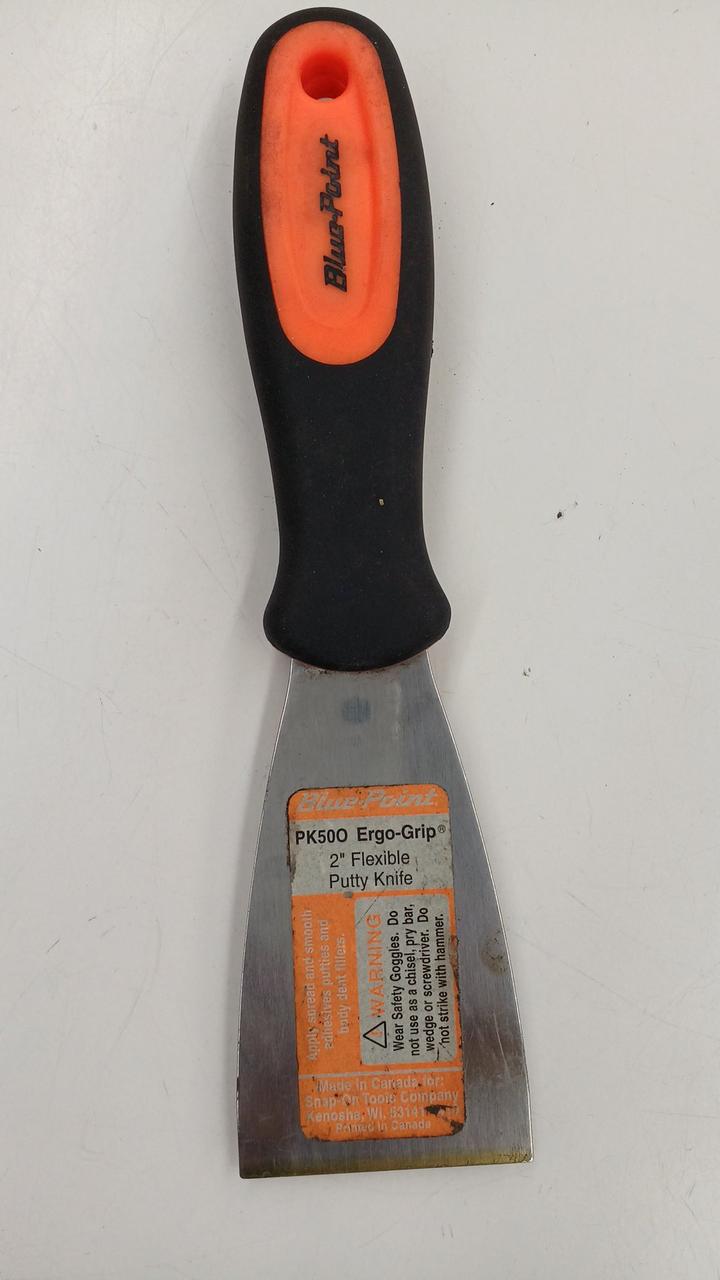 Blue-Point
Blue-Point
PK50O Ergo-Grip®
2" Flexible
Putty Knife
Apply spread and smooth
adhesives putties and
body dent fillers.
WARNING
Wear Safety Goggles. Do
not use as a chisel, pry bar,
wedge or screwdriver. Do
not strike with hammer.
Made in Canada for:
Snap-On Tools Company
Kenosha, WI.
Printed in Canada